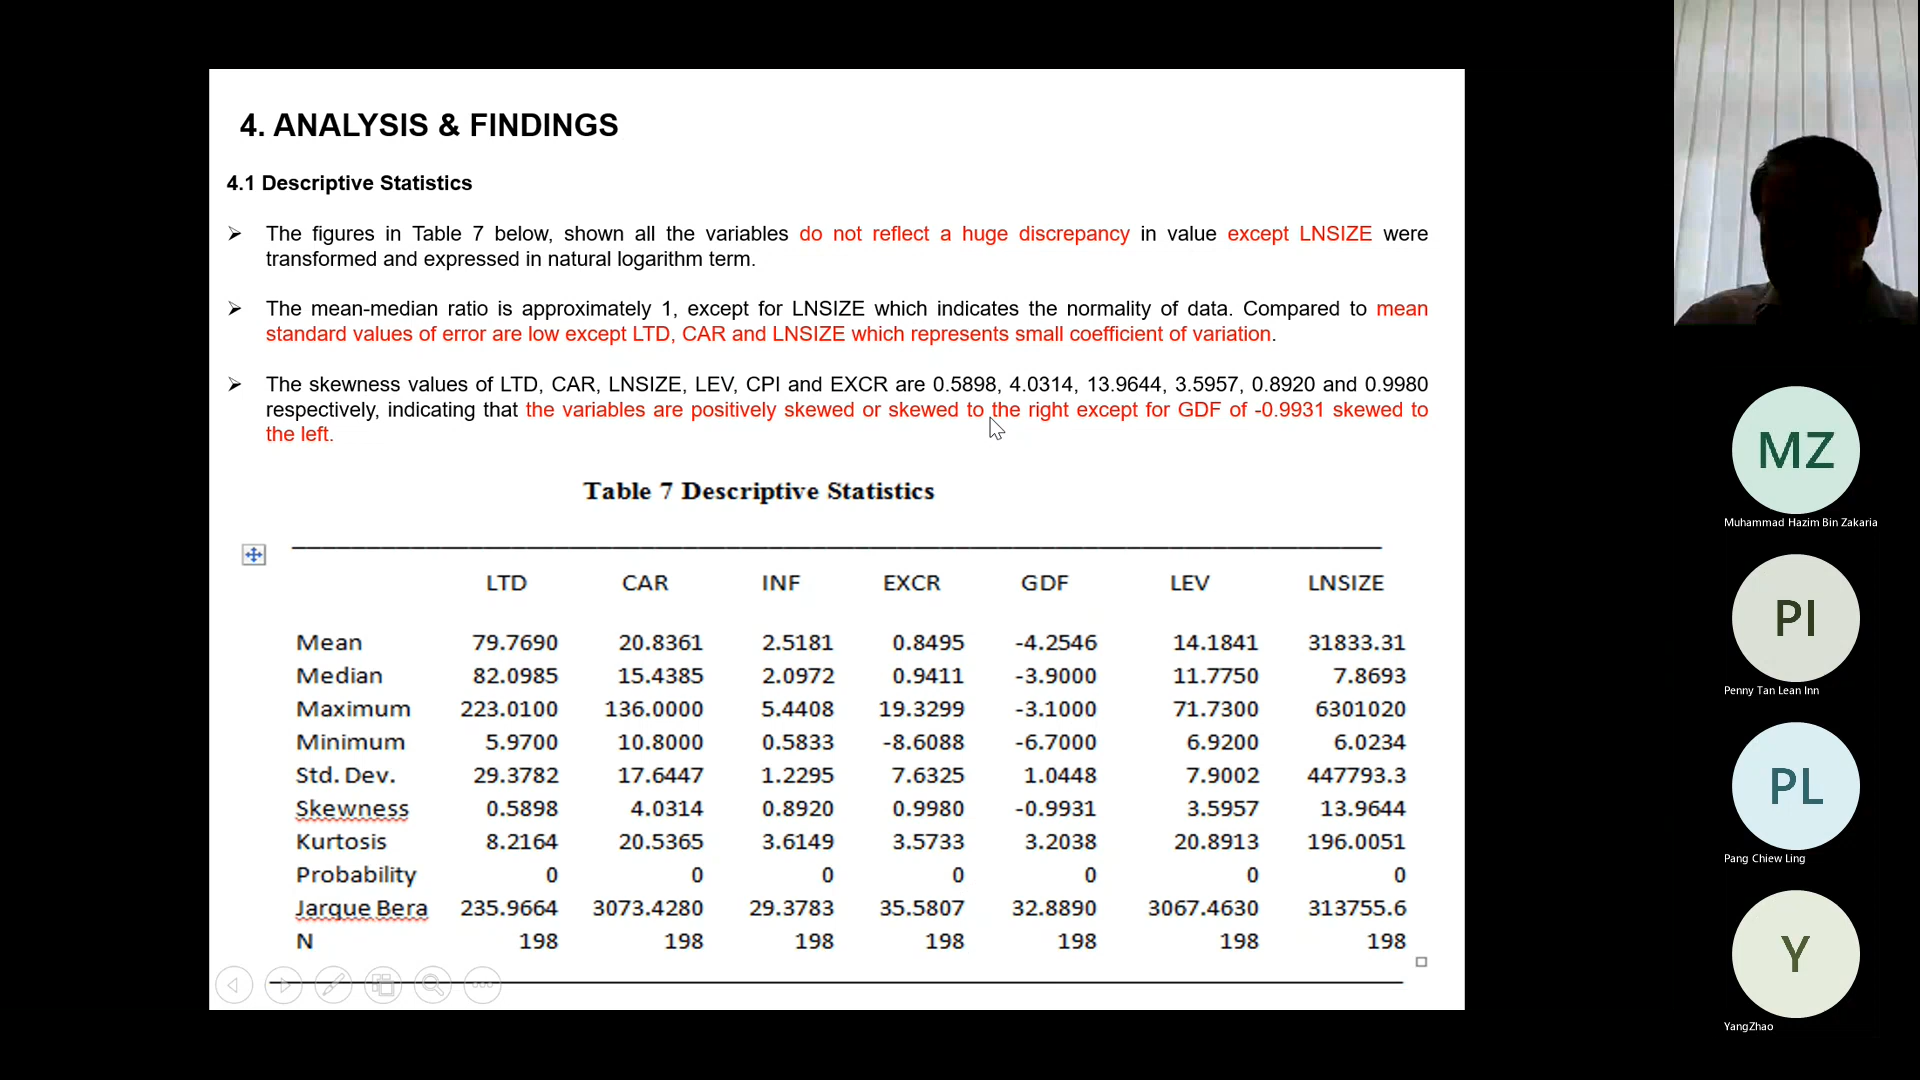 4. ANALYSIS & FINDINGS
4.1 Descriptive Statistics
The figures in Table 7 below, shown all the variables do not reflect a huge discrepancy in value except LNSIZE were
transformed and expressed in natural logarithm term.
The mean-median ratio is approximately 1, except for LNSIZE which indicates the normality of data. Compared to mean
standard values of error are low except LTD, CAR and LNSIZE which represents small coefficient of variation.
The skewness values of LTD, CAR, LNSIZE, LEV, CPI and EXCR are 0.5898, 4.0314, 13.9644, 3.5957, 0.8920 and 0.9980
respectively, indicating that the variables are positively skewed or skewed to the right except for GDF of -0.9931 skewed to
the left.
Table 7 Descriptive Statistics
LTD CAR INF EXCR GDF LEV LNSIZE
Mean 79.7690 20.8361 2.5181 0.8495 -4.2546 14.1841 31833.31
Median 82.0985 15.4385 2.0972 0.9411 -3.9000 11.7750 7.8693
Maximum 223.0100 136.0000 5.4408 19.3299 -3.1000 71.7300 6301020
Minimum 5.9700 10.8000 0.5833 -8.6088 -6.7000 6.9200 6.0234
Std. Dev. 29.3782 17.6447 1.2295 7.6325 1.0448 7.9002 447793.3
Skewness 0.5898 4.0314 0.8920 0.9980 -0.9931 3.5957 13.9644
Kurtosis 8.2164 20.5365 3.6149 3.5733 3.2038 20.8913 196.0051
Probability 0 0 0 0 0 0 0
Jarque Bera 235.9664 3073.4280 29.3783 35.5807 32.8890 3067.4630 313755.6
N 198 198 198 198 198 198 198
MZ
Muhammad Hazim Bin Zakaria
PI
Penny Tan Lean Inn
PL
Pang Chiew Ling
Y
YangZhao